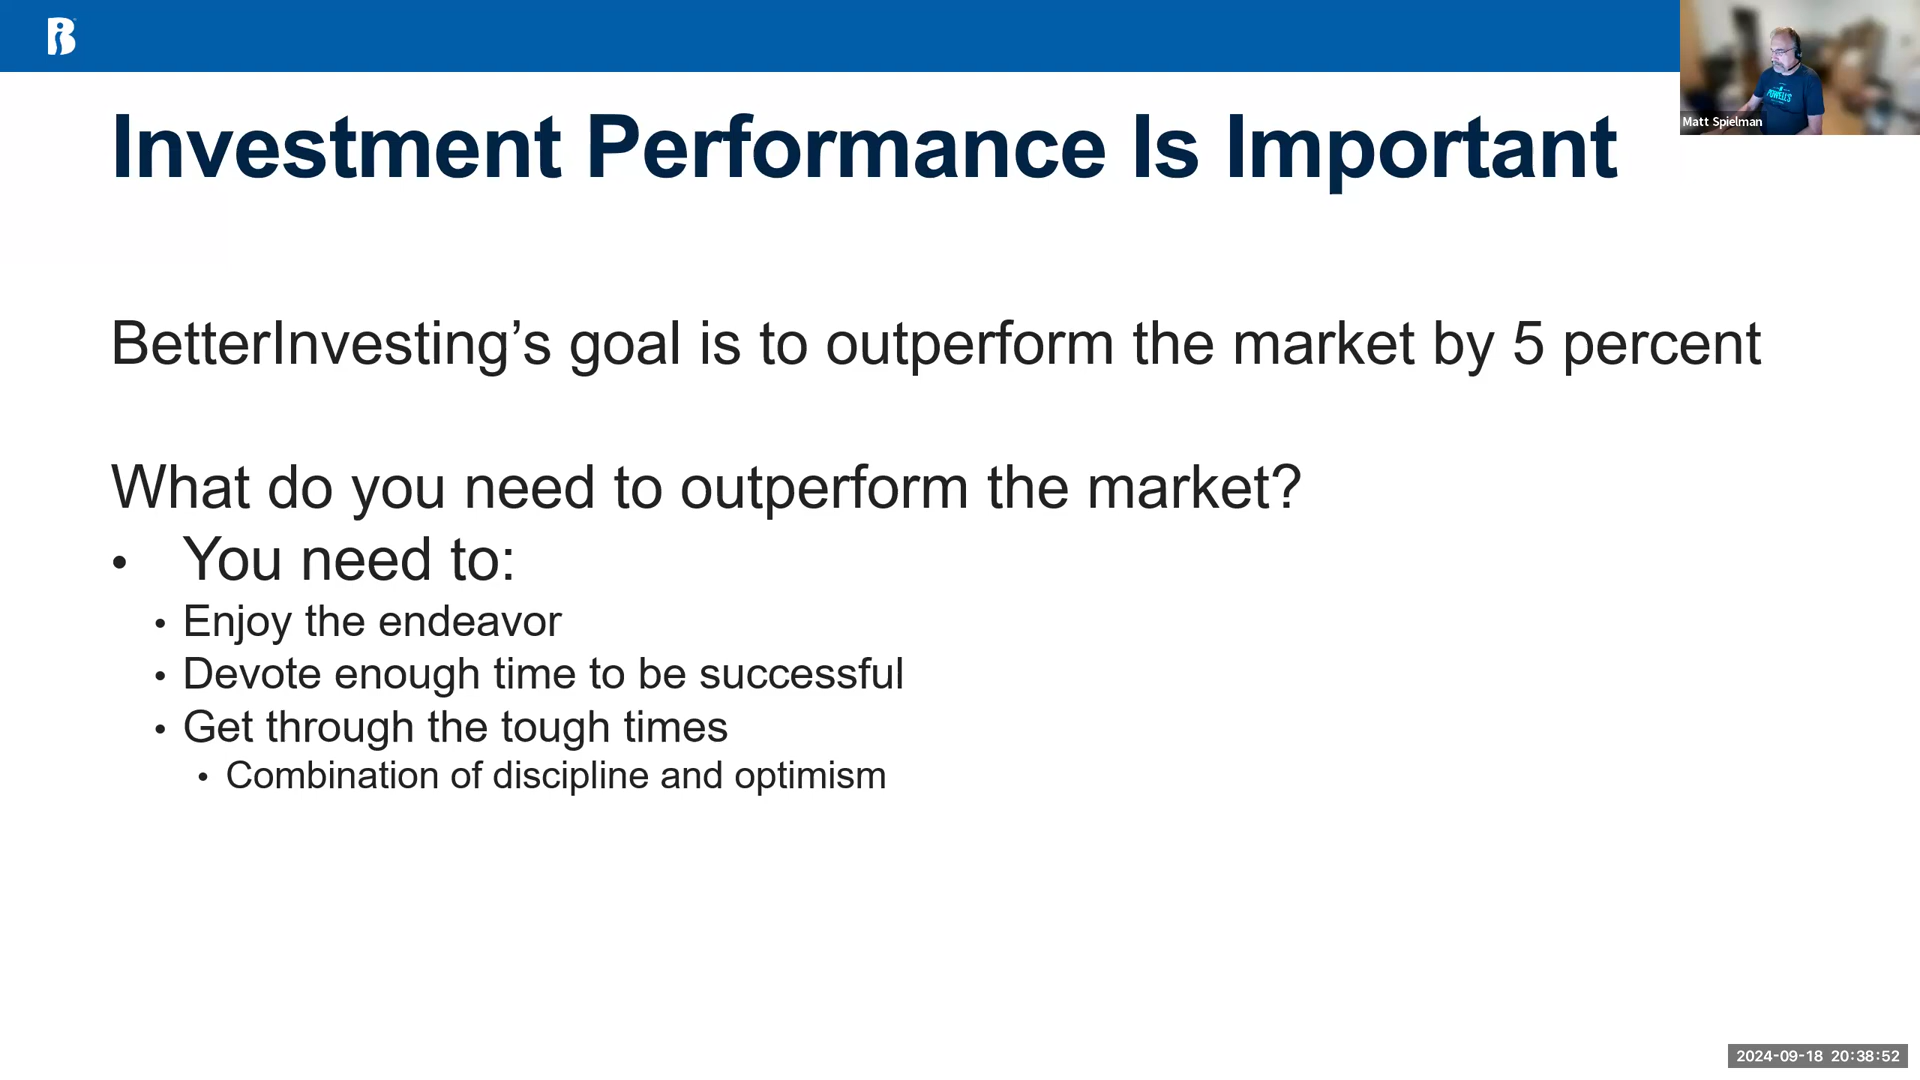 Investment Performance Is Important
Matt Spielman
POWELL'S
BetterInvesting’s goal is to outperform the market by 5 percent
What do you need to outperform the market?
• You need to:
• Enjoy the endeavor
• Devote enough time to be successful
• Get through the tough times
• Combination of discipline and optimism
2024-09-18 20:38:52